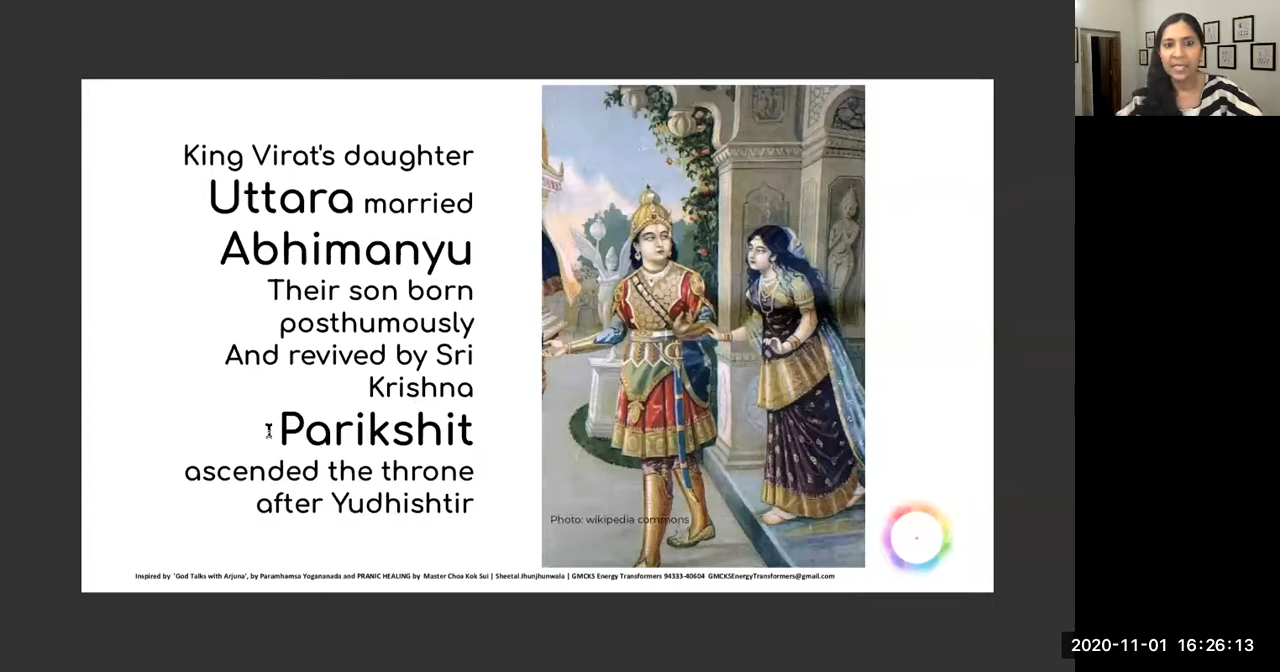 King Virat's daughter
Uttara married
Abhimanyu
Their son born
posthumously
And revived by Sri
Krishna
Parikshit
ascended the throne
after Yudhishtir
Photo: wikipedia commons
Inspired by 'God Talks with Arjuna', by Paramhamsa Yogananada and PRANIC HEALING by Master Choa Kok Sui | Sheetal Jhunjhunwala | GMCKS Energy Transformers 94333-40604 GMCKSEnergyTransformers@gmail.com
2020-11-01 16:26:13